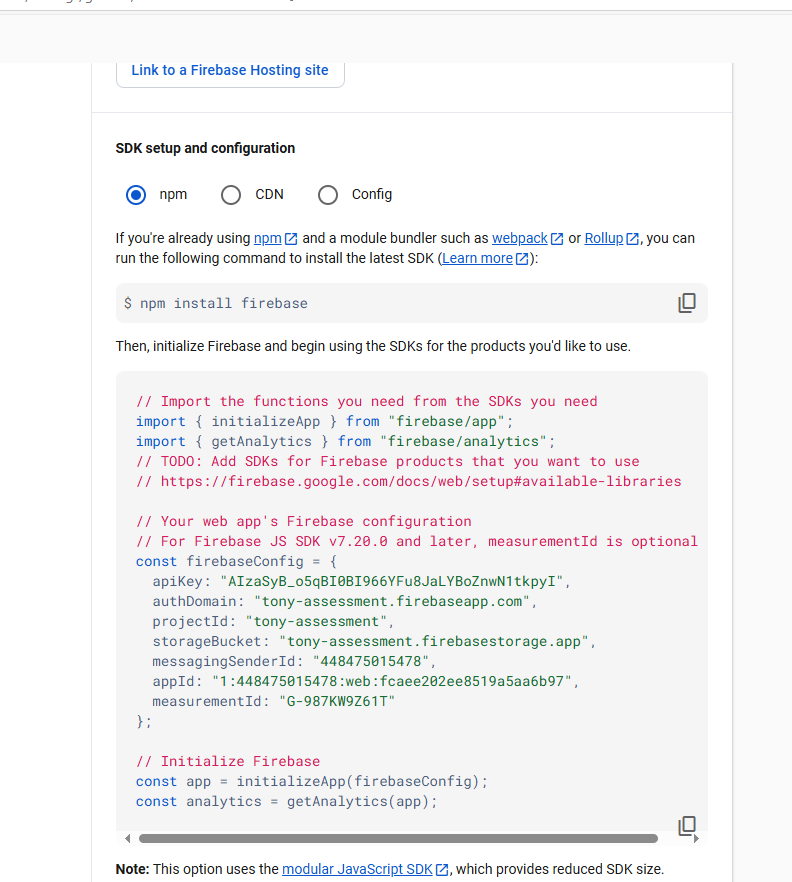 Link to a Firebase Hosting site
SDK setup and configuration
npm
CDN
Config
If you're already using npm and a module bundler such as webpack or Rollup, you can
run the following command to install the latest SDK (Learn more):
$ npm install firebase
Then, initialize Firebase and begin using the SDKs for the products you'd like to use.
// Import the functions you need from the SDKs you need
import { initializeApp } from "firebase/app";
import { getAnalytics } from "firebase/analytics";
// TODO: Add SDKs for Firebase products that you want to use
// https://firebase.google.com/docs/web/setup#available-libraries
// Your web app's Firebase configuration
// For Firebase JS SDK v7.20.0 and later, measurementId is optional
const firebaseConfig = {
  apiKey: "AIzaSyB_o5qBI0BI966YFu8JaLYBoZnwN1tkpyI",
  authDomain: "tony-assessment.firebaseapp.com",
  projectId: "tony-assessment",
  storageBucket: "tony-assessment.firebasestorage.app",
  messagingSenderId: "448475015478",
  appId: "1:448475015478:web:fcaee202ee8519a5aa6b97",
  measurementId: "G-987KW9Z61T"
};
// Initialize Firebase
const app = initializeApp(firebaseConfig);
const analytics = getAnalytics(app);
Note: This option uses the modular JavaScript SDK, which provides reduced SDK size.